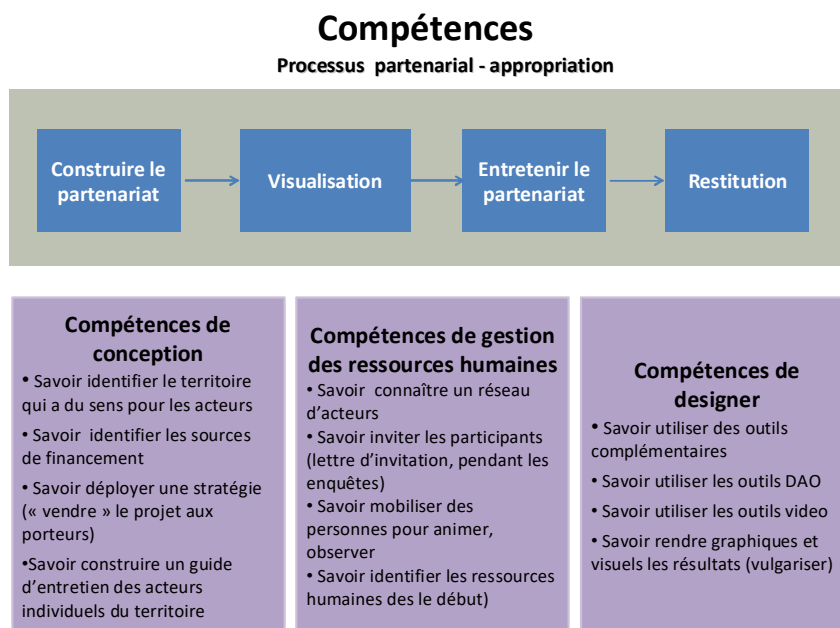 Compétences
Processus partenarial - appropriation
Construire le
partenariat
Visualisation
Entretenir le
partenariat
Restitution
Compétences de
conception
• Savoir identifier le territoire
qui a du sens pour les acteurs
• Savoir identifier les sources
de financement
• Savoir déployer une stratégie
(« vendre » le projet aux
porteurs)
•Savoir construire un guide
d’entretien des acteurs
individuels du territoire
Compétences de gestion
des ressources humaines
• Savoir connaître un réseau
d’acteurs
• Savoir inviter les participants
(lettre d’invitation, pendant les
enquêtes)
• Savoir mobiliser des
personnes pour animer,
observer
• Savoir identifier les ressources
humaines des le début)
Compétences de
designer
• Savoir utiliser des outils
complémentaires
• Savoir utiliser les outils DAO
• Savoir utiliser les outils video
• Savoir rendre graphiques et
visuels les résultats (vulgariser)